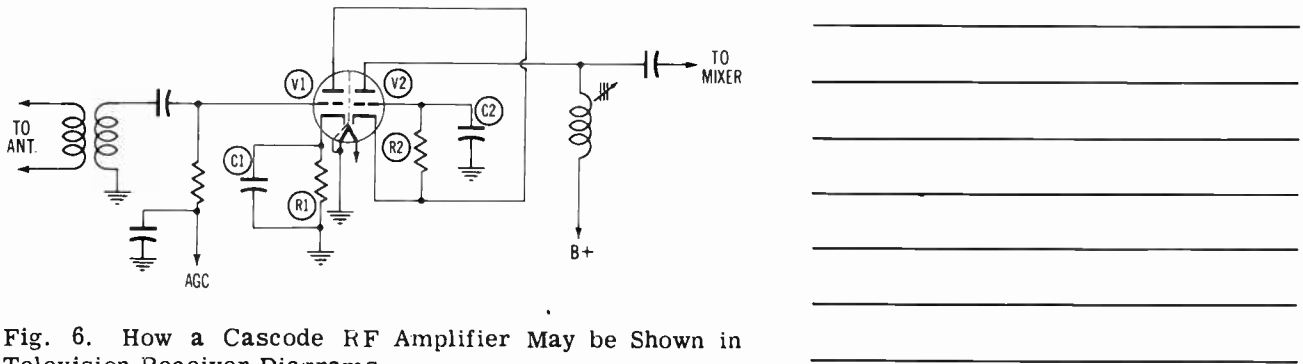 V1
V2
TO
MIXER
TO
ANT.
C2
R2
C1
R1
B+
AGC
Fig. 6. How a Cascode RF Amplifier May be Shown in
Television Receiver Diagrams